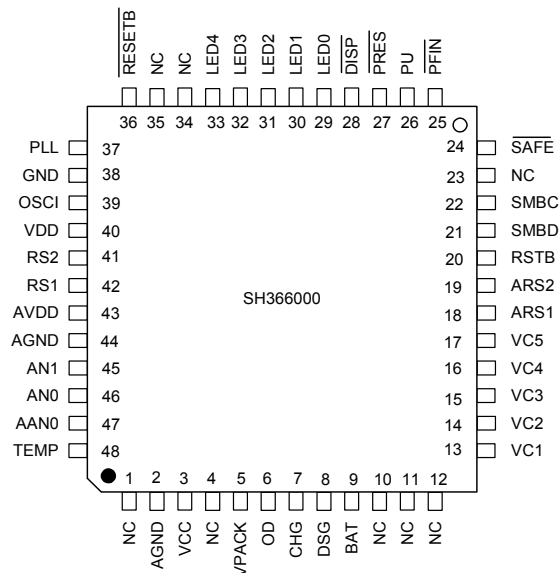 RESETB
NC
NC
LED4
LED3
LED2
LED1
LED0
DISP
PRES
PU
PFIN
36 35 34 33 32 31 30 29 28 27 26 25
PLL 37
GND 38
OSCI 39
VDD 40
RS2 41
RS1 42
AVDD 43
AGND 44
AN1 45
AN0 46
AAN0 47
TEMP 48
SH366000
24 SAFE
23 NC
22 SMBC
21 SMBD
20 RSTB
19 ARS2
18 ARS1
17 VC5
16 VC4
15 VC3
14 VC2
13 VC1
1 2 3 4 5 6 7 8 9 10 11 12
NC
AGND
VCC
NC
VPACK
OD
CHG
DSG
BAT
NC
NC
NC